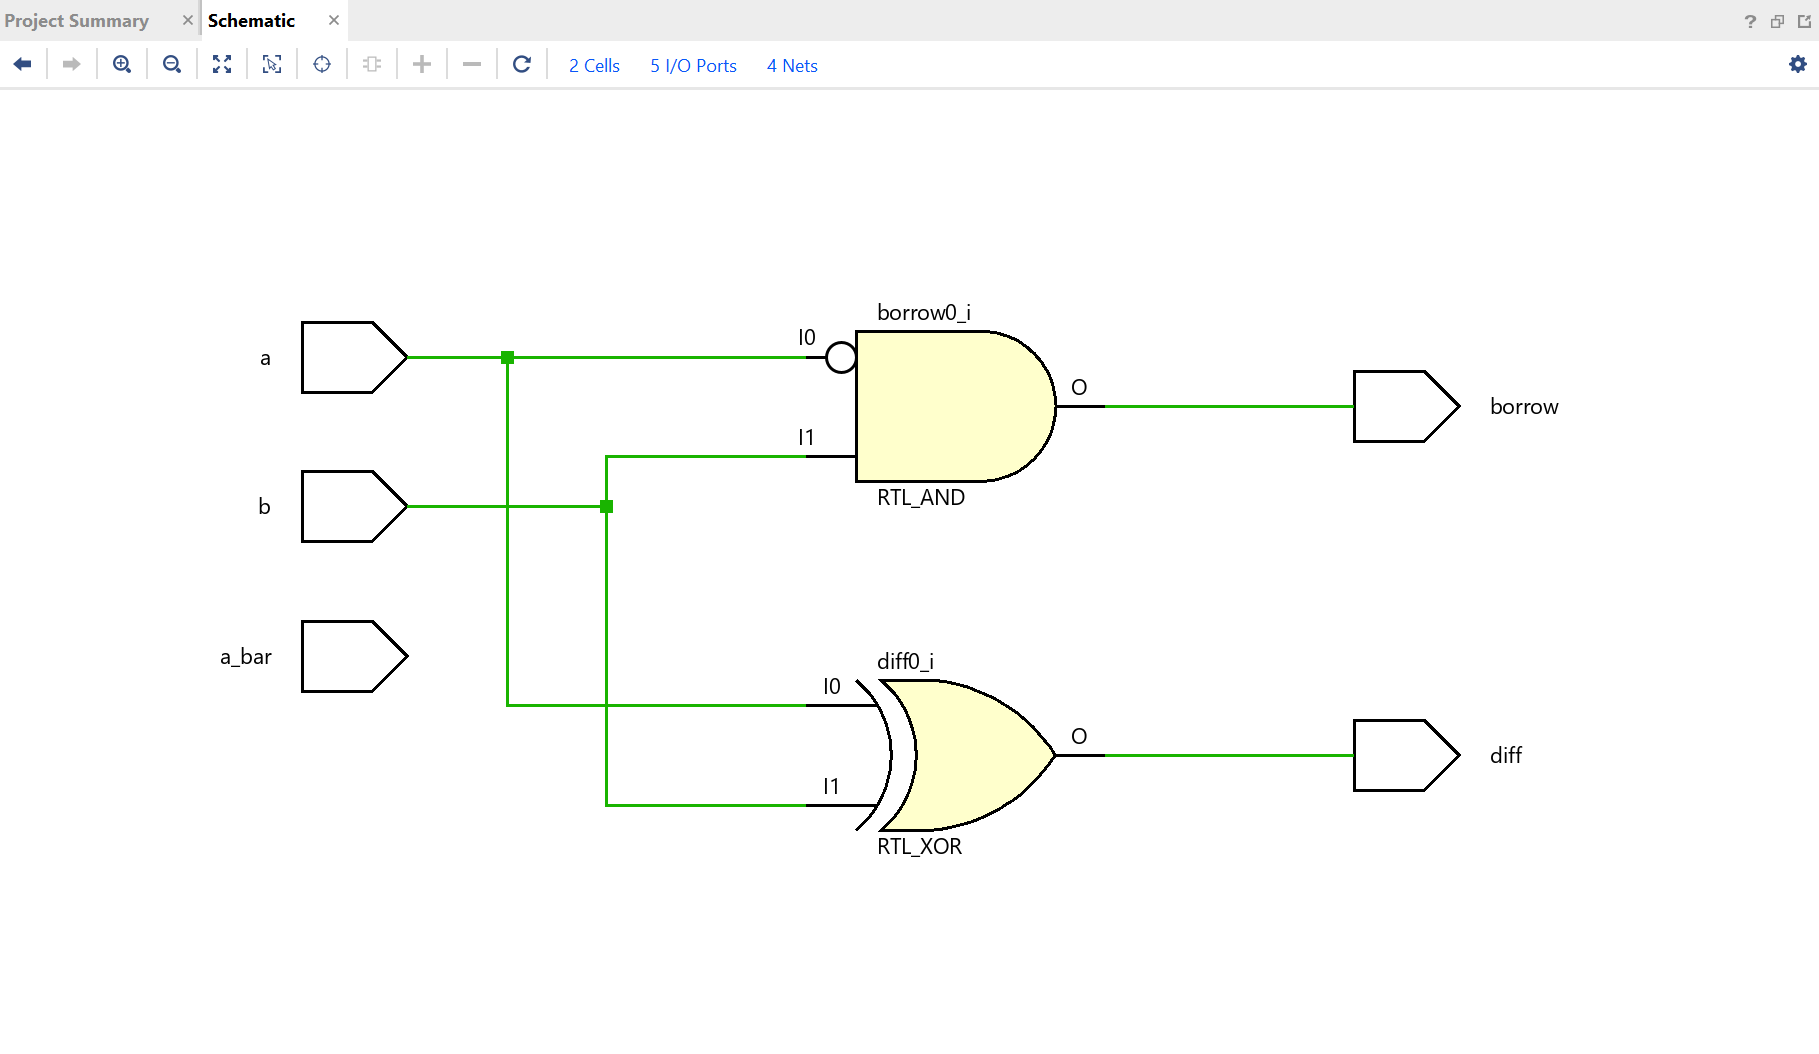 Project Summary
Schematic
?
2 Cells
5 I/O Ports
4 Nets
borrow0_i
I0
a
O
borrow
I1
RTL_AND
b
a_bar
diff0_i
I0
O
diff
I1
RTL_XOR